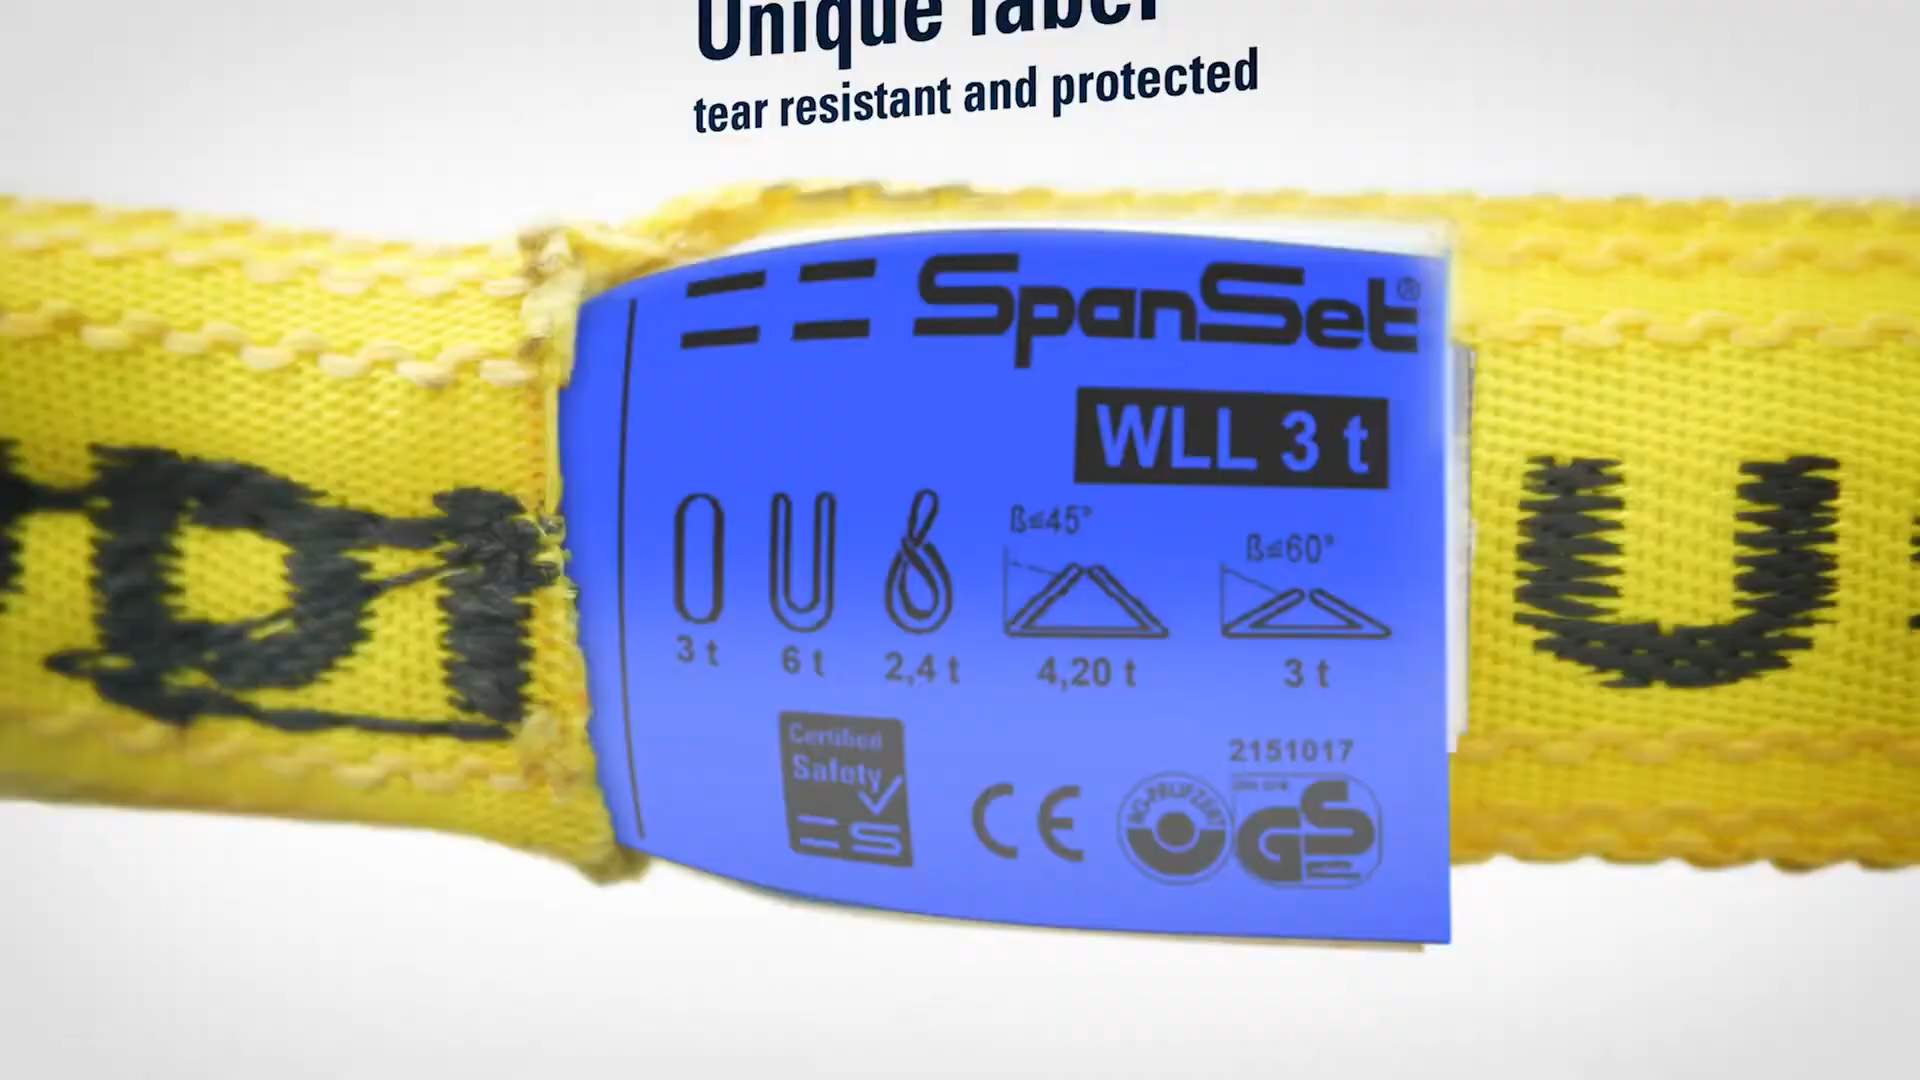 Unique label
tear resistant and protected
SpanSet®
WLL 3 t
ß≤45°
ß≤60°
3 t
6 t
2,4 t
4,20 t
3 t
Certified
Safety
2151017
CE
GS
U